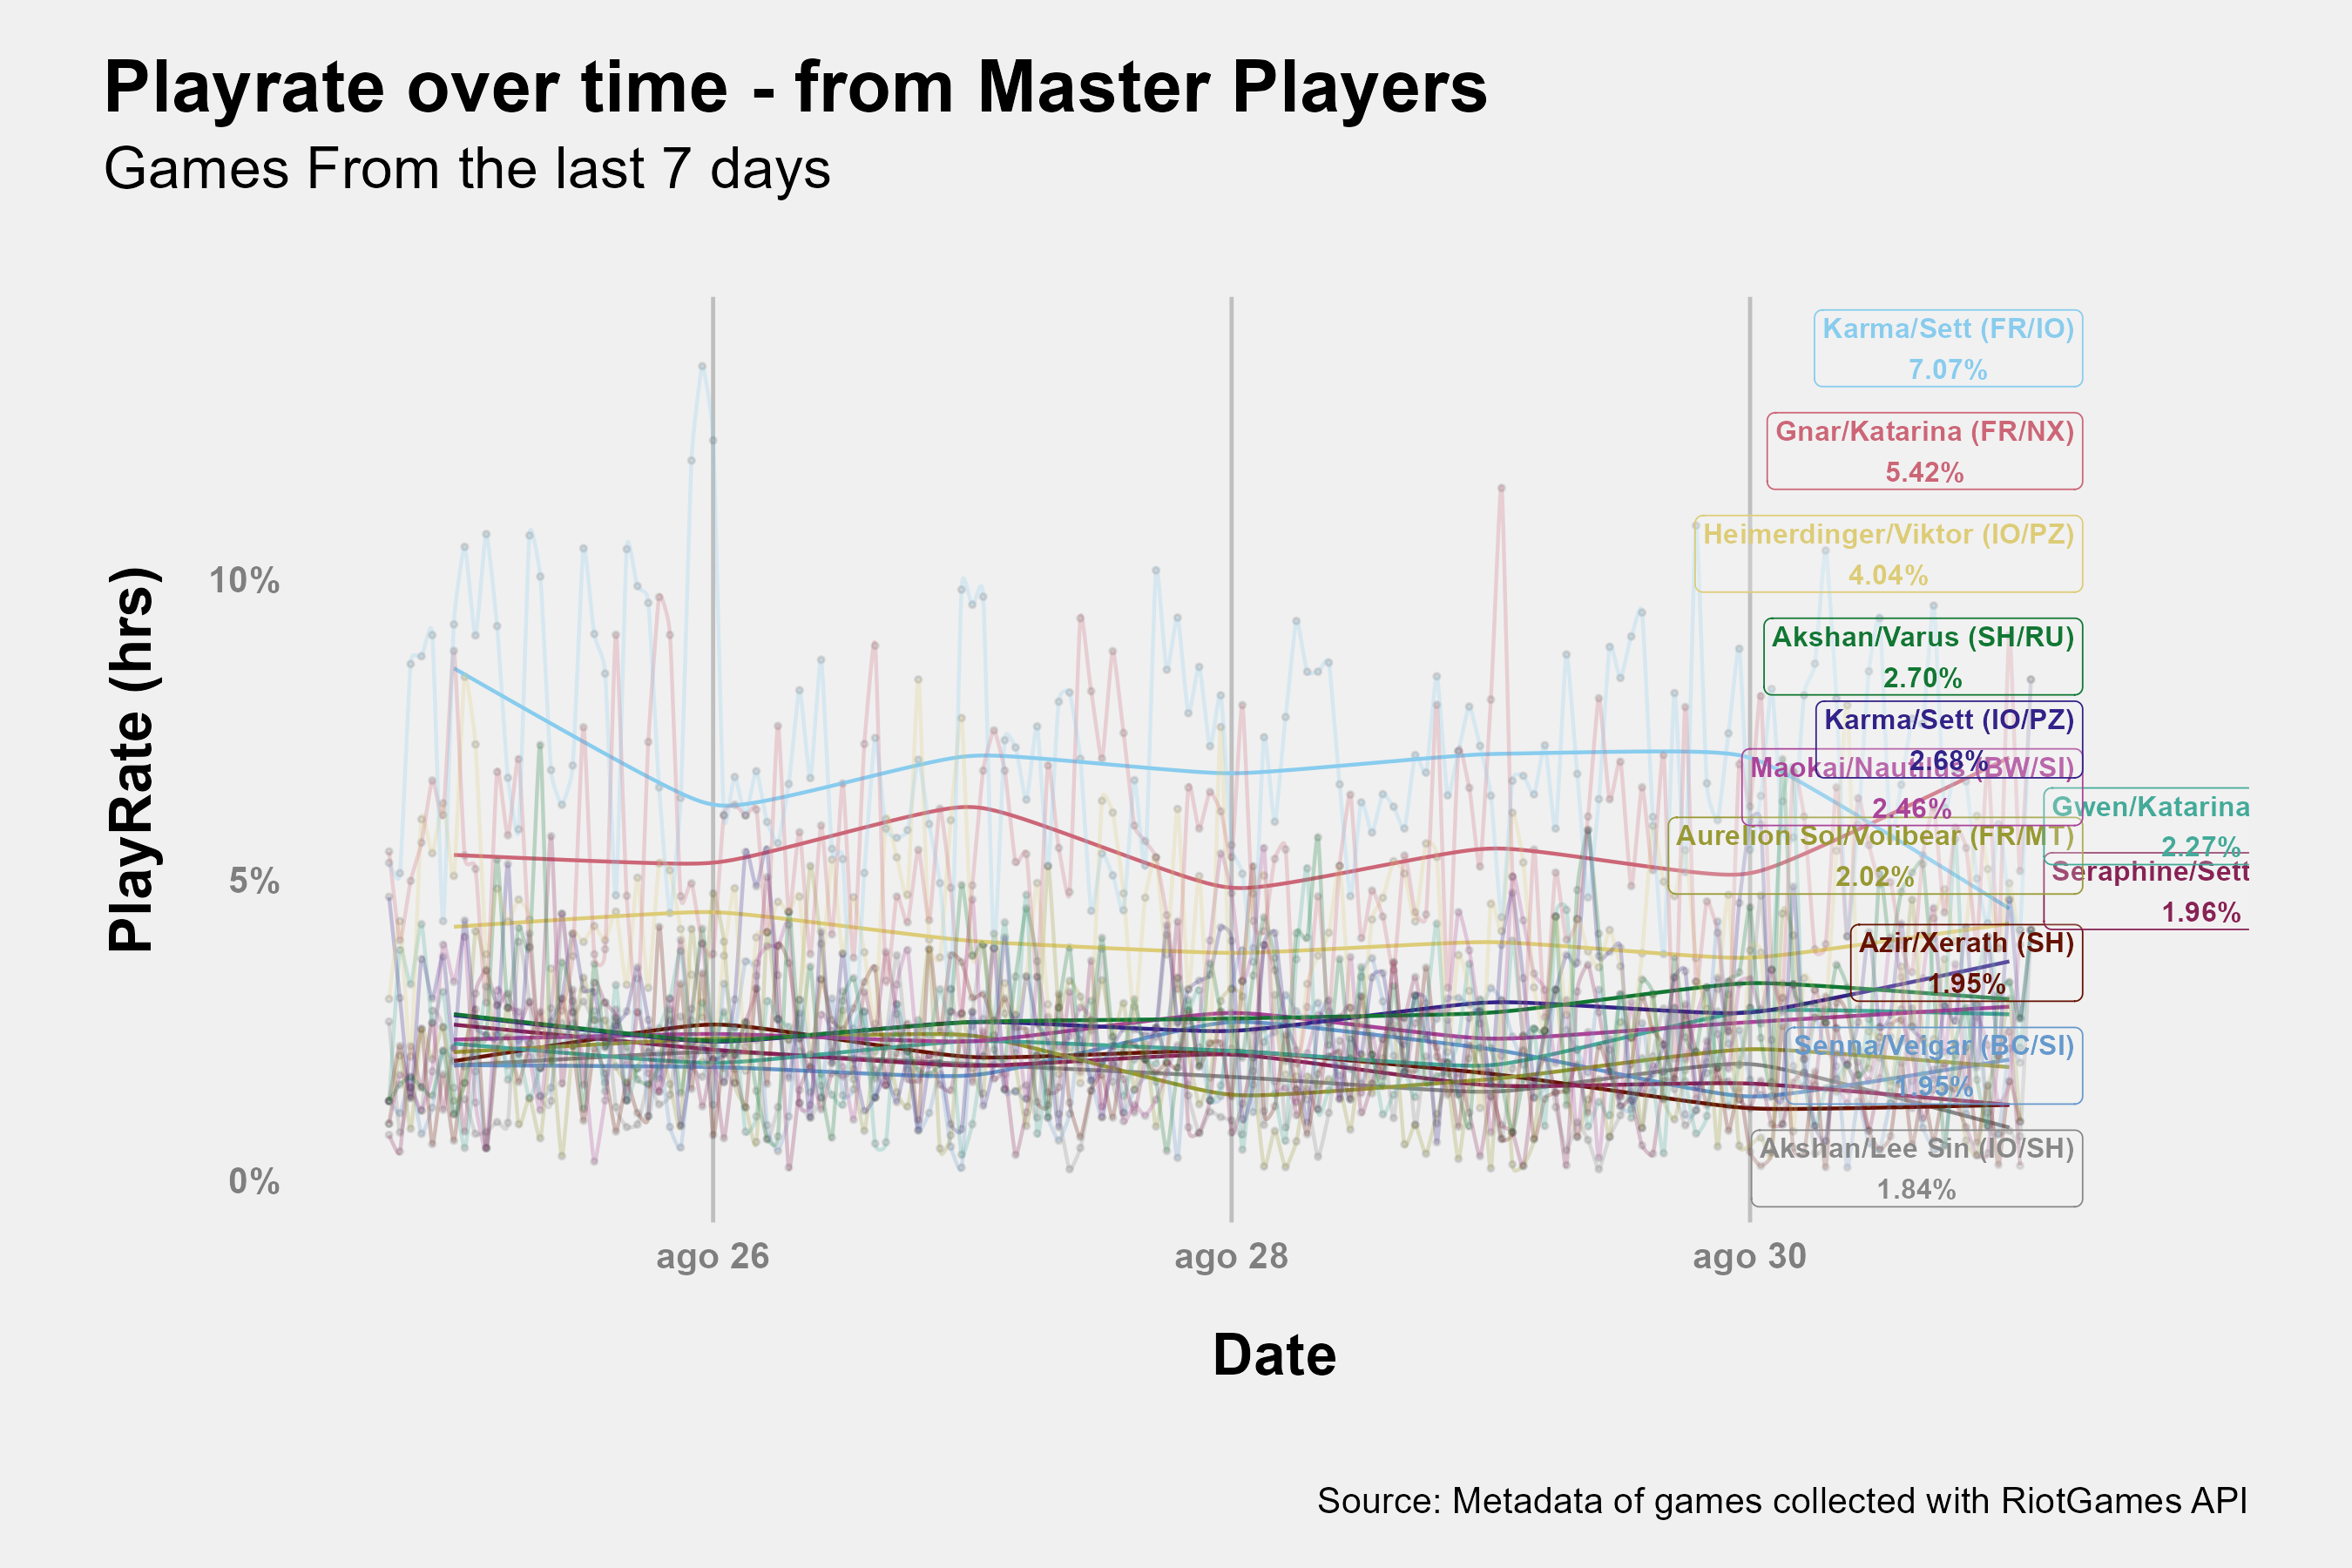 Playrate over time - from Master Players
Games From the last 7 days
PlayRate (hrs)
10%
5%
0%
Karma/Sett (FR/IO)
7.07%
Gnar/Katarina (FR/NX)
5.42%
Heimerdinger/Viktor (IO/PZ)
4.04%
Akshan/Varus (SH/RU)
2.70%
Karma/Sett (IO/PZ)
2.68%
Maokai/Nautilus (BW/SI)
2.46%
Gwen/Katarina
2.27%
Aurelion Sol/Volibear (FR/MT)
2.02%
Seraphine/Sett
1.96%
Azir/Xerath (SH)
1.95%
Senna/Veigar (BC/SI)
1.95%
Akshan/Lee Sin (IO/SH)
1.84%
ago 26
ago 28
ago 30
Date
Source: Metadata of games collected with RiotGames API